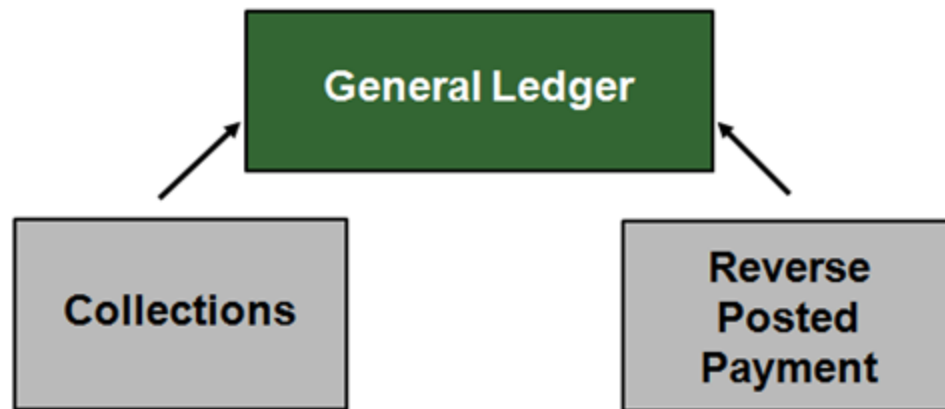 General Ledger
Collections
Reverse
Posted
Payment